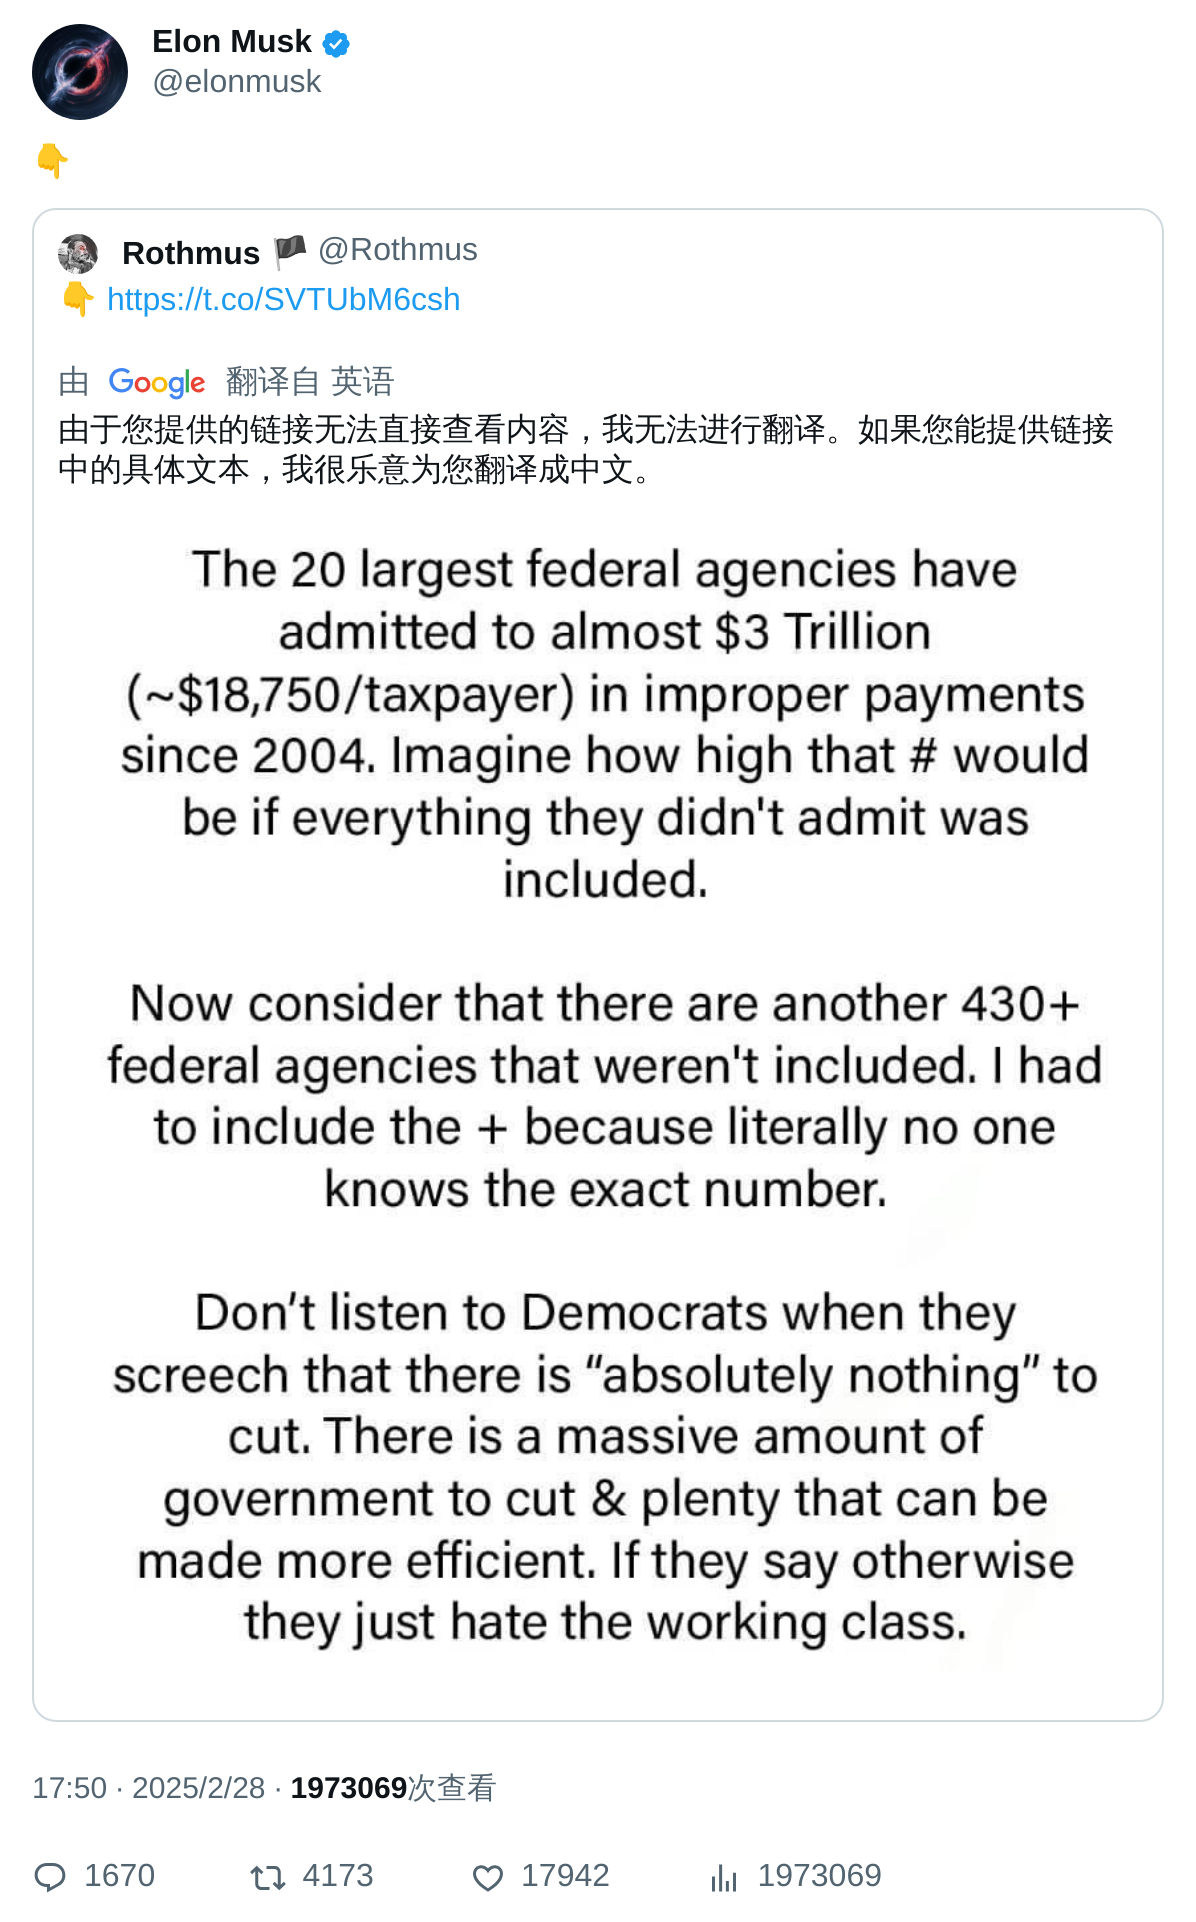 Elon Musk
@elonmusk
👇
Rothmus 🏴 @Rothmus
👇 https://t.co/SVTUbM6csh
由 Google 翻译自 英语
由于您提供的链接无法直接查看内容，我无法进行翻译。如果您能提供链接
中的具体文本，我很乐意为您翻译成中文。
The 20 largest federal agencies have
admitted to almost $3 Trillion
(~$18,750/taxpayer) in improper payments
since 2004. Imagine how high that # would
be if everything they didn't admit was
included.
Now consider that there are another 430+
federal agencies that weren't included. I had
to include the + because literally no one
knows the exact number.
Don’t listen to Democrats when they
screech that there is “absolutely nothing” to
cut. There is a massive amount of
government to cut & plenty that can be
made more efficient. If they say otherwise
they just hate the working class.
17:50 · 2025/2/28 · 1973069次查看
1670 4173 17942 1973069